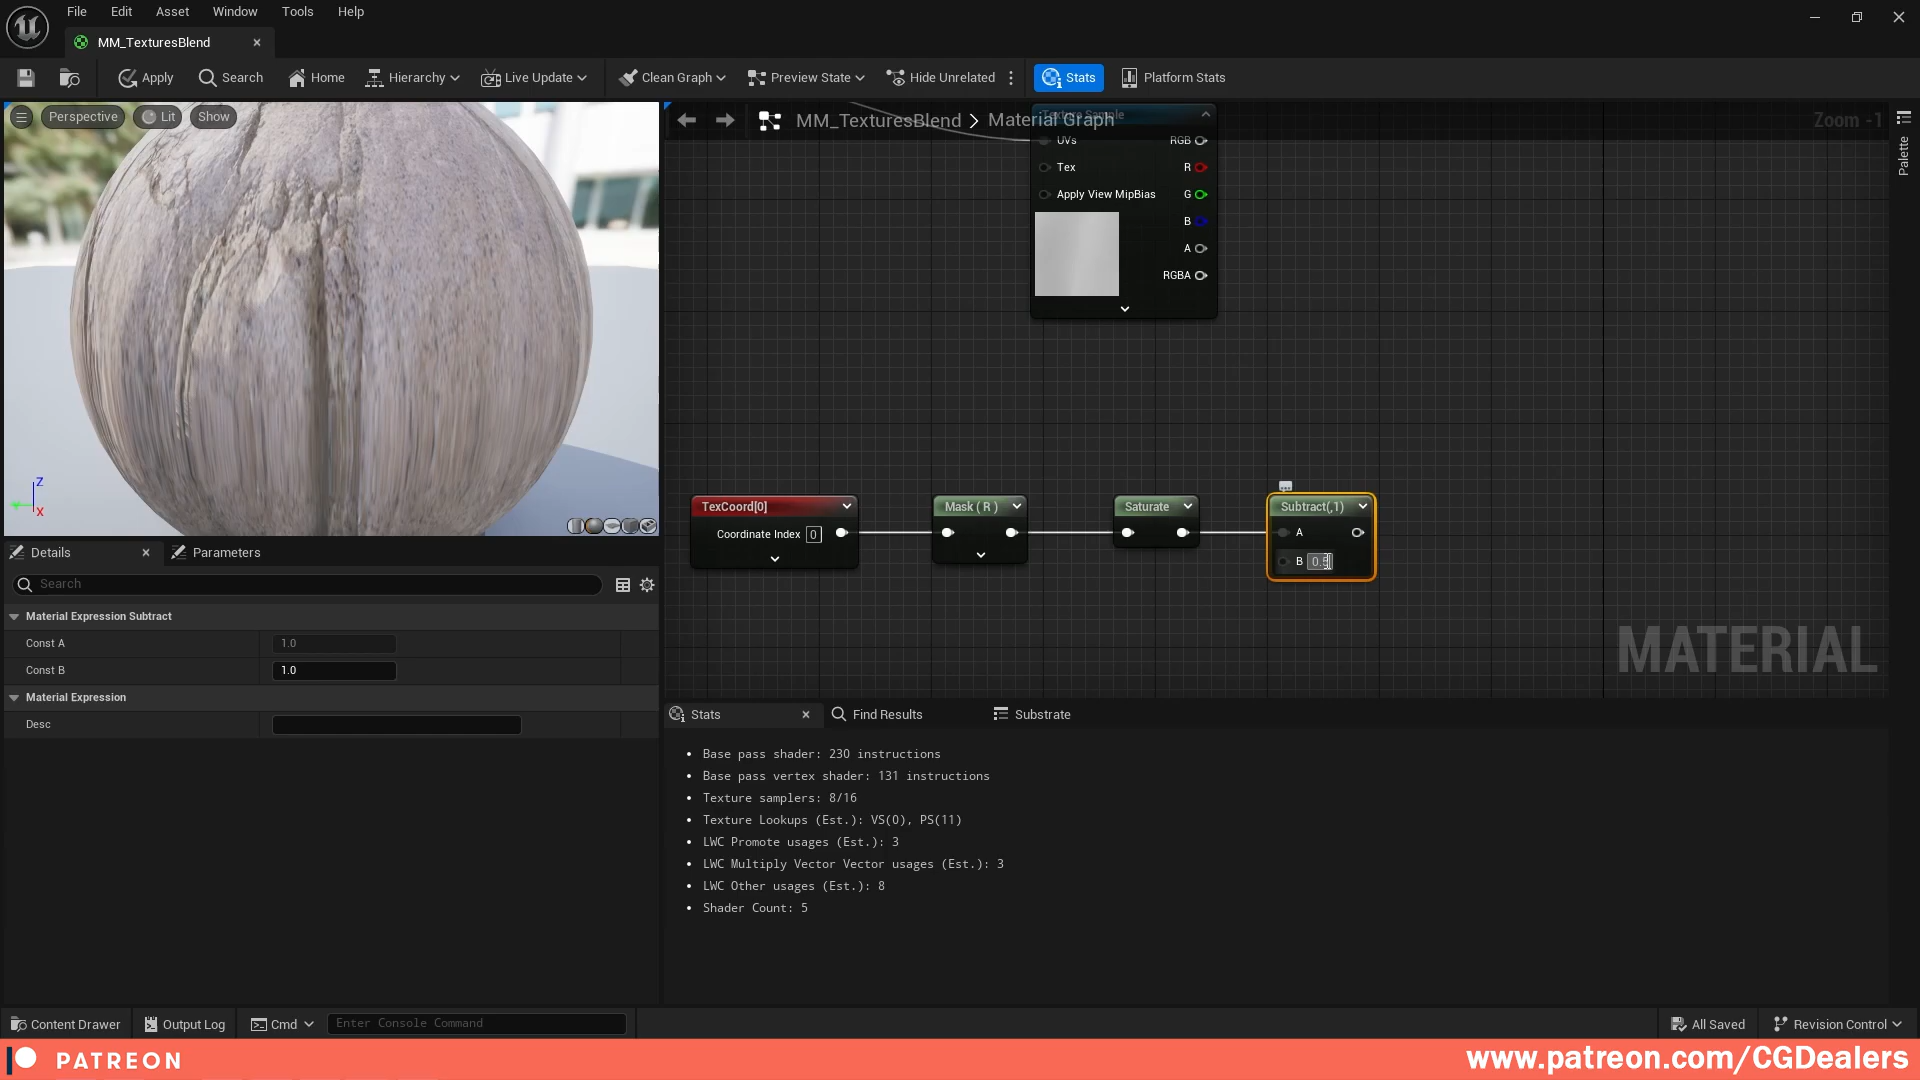 File Edit Asset Window Tools Help
MM_TexturesBlend
Apply Search Home Hierarchy Live Update Clean Graph Preview State Hide Unrelated Stats Platform Stats
Perspective Lit Show
MM_TexturesBlend > Material Graph
Zoom -1
Palette
Texture Sample
UVs RGB
Tex R
Apply View MipBias G
B
A
RGBA
Z
X
TexCoord[0]
Coordinate Index 0
Mask ( R )
Saturate
Subtract(,1)
A
B 0.5
MATERIAL
Details Parameters
Search
Material Expression Subtract
Const A 1.0
Const B 1.0
Material Expression
Desc
Stats Find Results Substrate
• Base pass shader: 230 instructions
• Base pass vertex shader: 131 instructions
• Texture samplers: 8/16
• Texture Lookups (Est.): VS(0), PS(11)
• LWC Promote usages (Est.): 3
• LWC Multiply Vector Vector usages (Est.): 3
• LWC Other usages (Est.): 8
• Shader Count: 5
Content Drawer Output Log Cmd Enter Console Command All Saved Revision Control
PATREON www.patreon.com/CGDealers